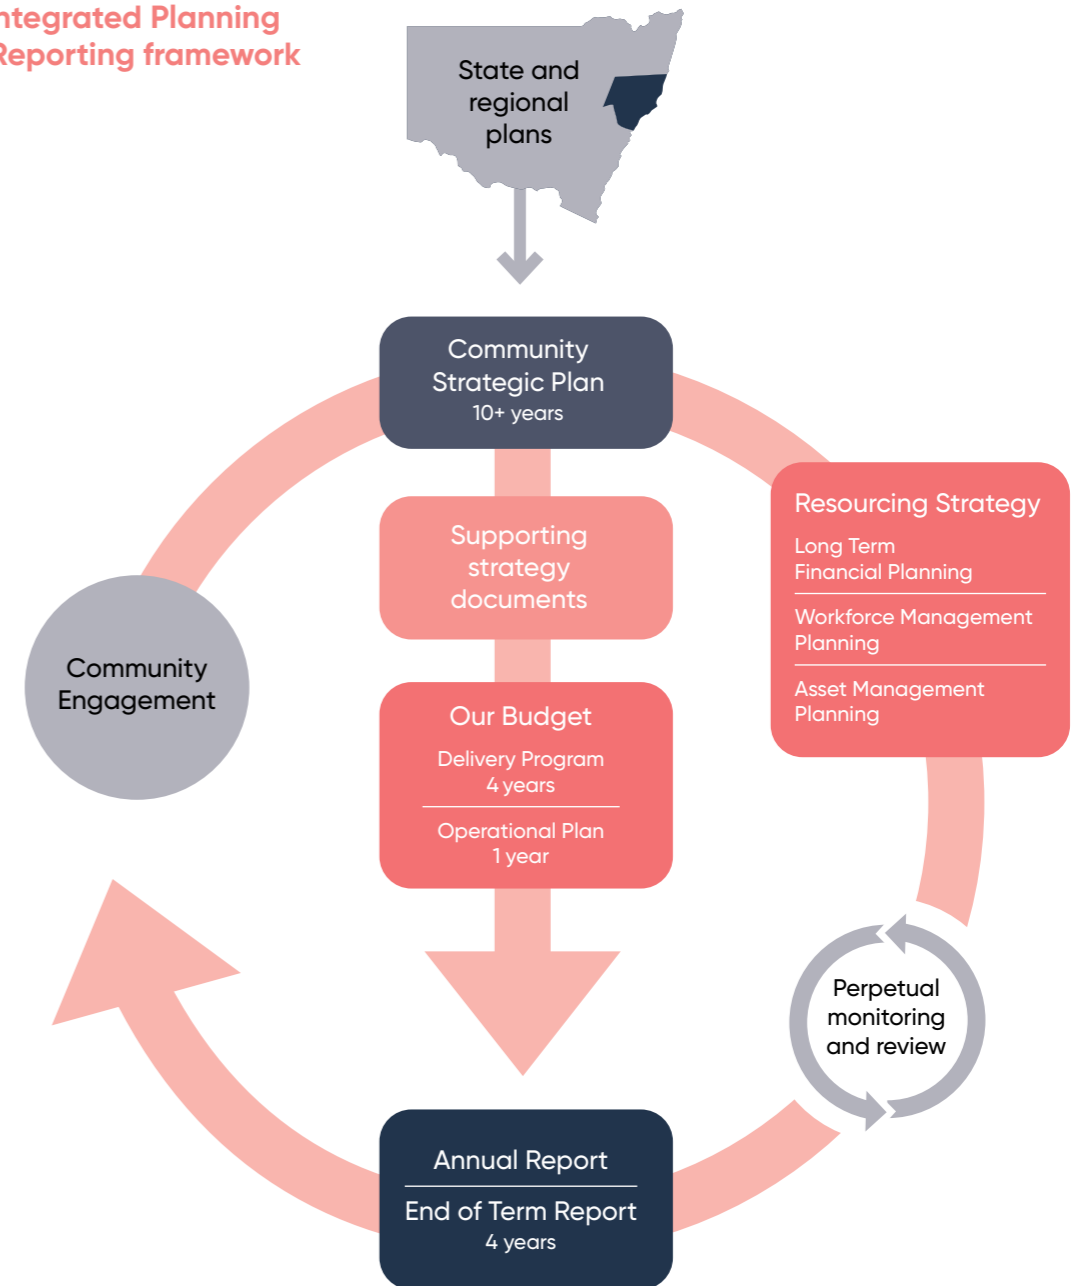 ntegrated Planning
Reporting framework
State and
regional
plans
Community
Strategic Plan
10+ years
Supporting
strategy
documents
Resourcing Strategy
Long Term
Financial Planning
Workforce Management
Planning
Asset Management
Planning
Community
Engagement
Our Budget
Delivery Program
4 years
Operational Plan
1 year
Perpetual
monitoring
and review
Annual Report
End of Term Report
4 years